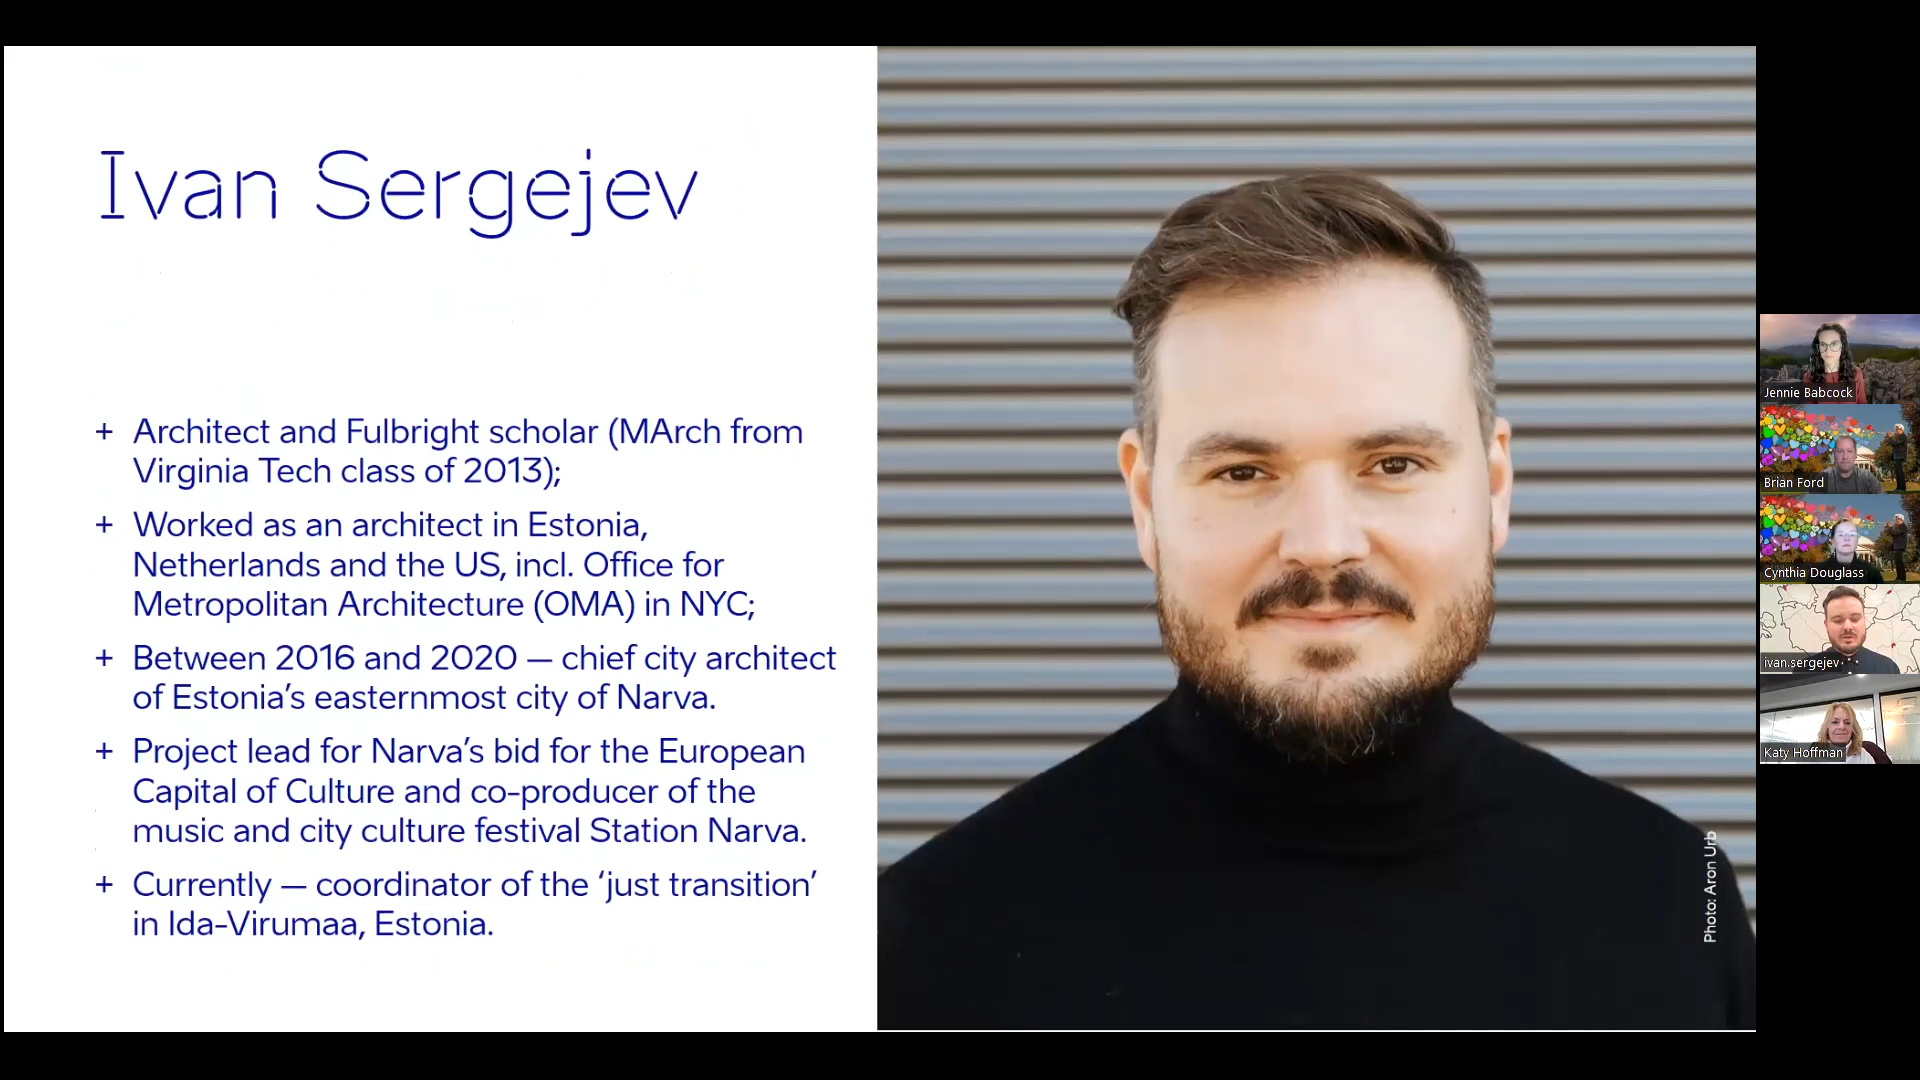 Ivan Sergejev
+ Architect and Fulbright scholar (MArch from
Virginia Tech class of 2013);
+ Worked as an architect in Estonia,
Netherlands and the US, incl. Office for
Metropolitan Architecture (OMA) in NYC;
+ Between 2016 and 2020 — chief city architect
of Estonia’s easternmost city of Narva.
+ Project lead for Narva’s bid for the European
Capital of Culture and co-producer of the
music and city culture festival Station Narva.
+ Currently — coordinator of the ‘just transition’
in Ida-Virumaa, Estonia.
Photo: Aron Urb
Jennie Babcock
Brian Ford
Cynthia Douglass
ivan.sergejev
Katy Hoffman